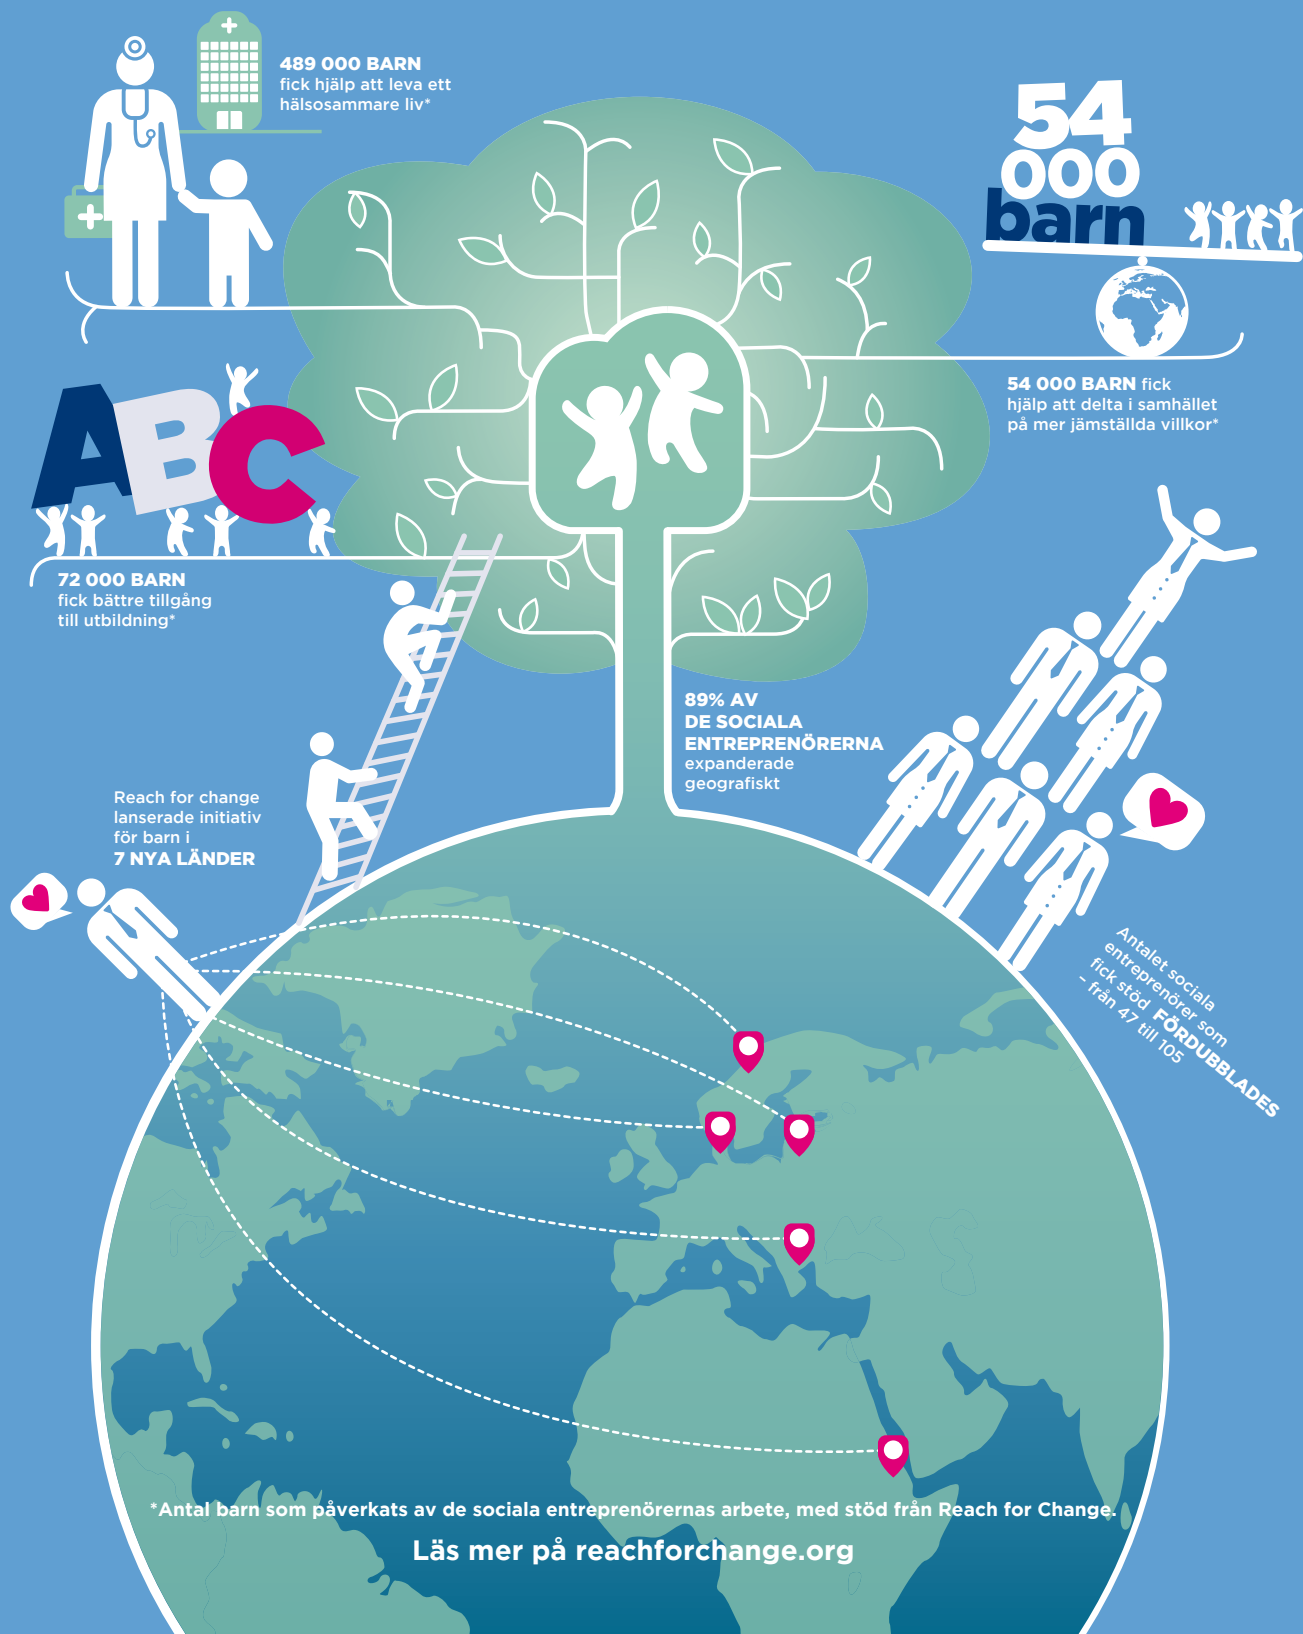 489 000 BARN
fick hjälp att leva ett
hälsosammare liv*
54
000
barn
54 000 BARN fick
hjälp att delta i samhället
på mer jämställda villkor*
ABC
72 000 BARN
fick bättre tillgång
till utbildning*
89% AV
DE SOCIALA
ENTREPRENÖRERNA
expanderade
geografiskt
Reach for change
lanserade initiativ
för barn i
7 NYA LÄNDER
Antalet sociala
entreprenörer som
fick stöd FÖRDUBBLADES
– från 47 till 105
*Antal barn som påverkats av de sociala entreprenörernas arbete, med stöd från Reach for Change.
Läs mer på reachforchange.org